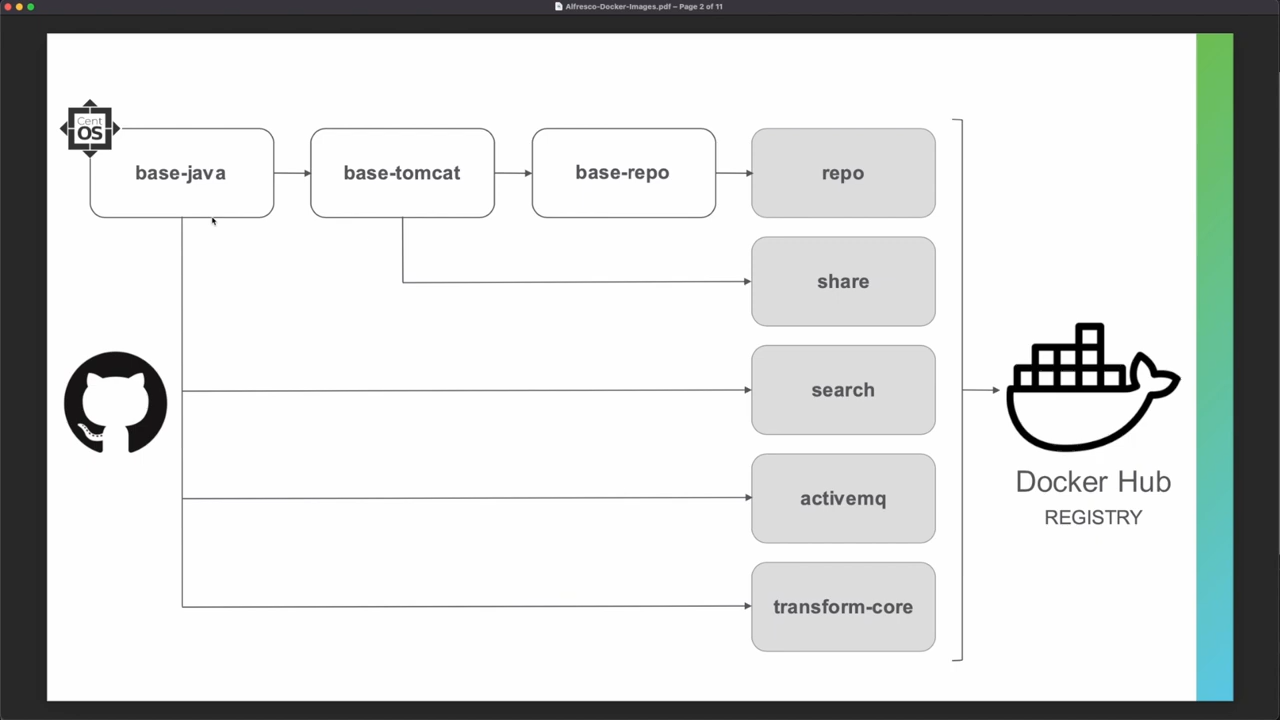 Alfresco-Docker-Images.pdf – Page 2 of 11
Cent
OS
base-java
base-tomcat
base-repo
repo
share
search
activemq
transform-core
Docker Hub
REGISTRY